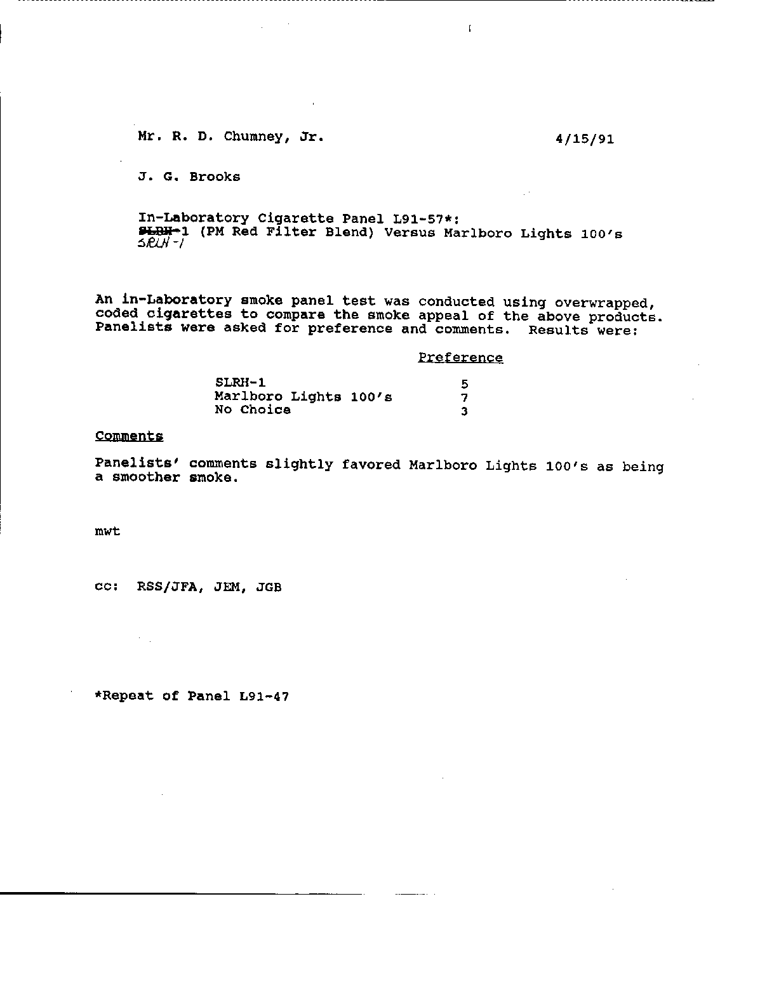 Mr. R. D. Chumney, Jr. 4/15/91
J. G. Brooks
In-Laboratory Cigarette Panel L91-57*:
SLRH-1 (PM Red Filter Blend) Versus Marlboro Lights 100's
SRLH-1
An in-Laboratory smoke panel test was conducted using overwrapped,
coded cigarettes to compare the smoke appeal of the above products.
Panelists were asked for preference and comments. Results were:
Preference
SLRH-1 5
Marlboro Lights 100's 7
No Choice 3
Comments
Panelists' comments slightly favored Marlboro Lights 100's as being
a smoother smoke.
mwt
cc: RSS/JFA, JEM, JGB
*Repeat of Panel L91-47